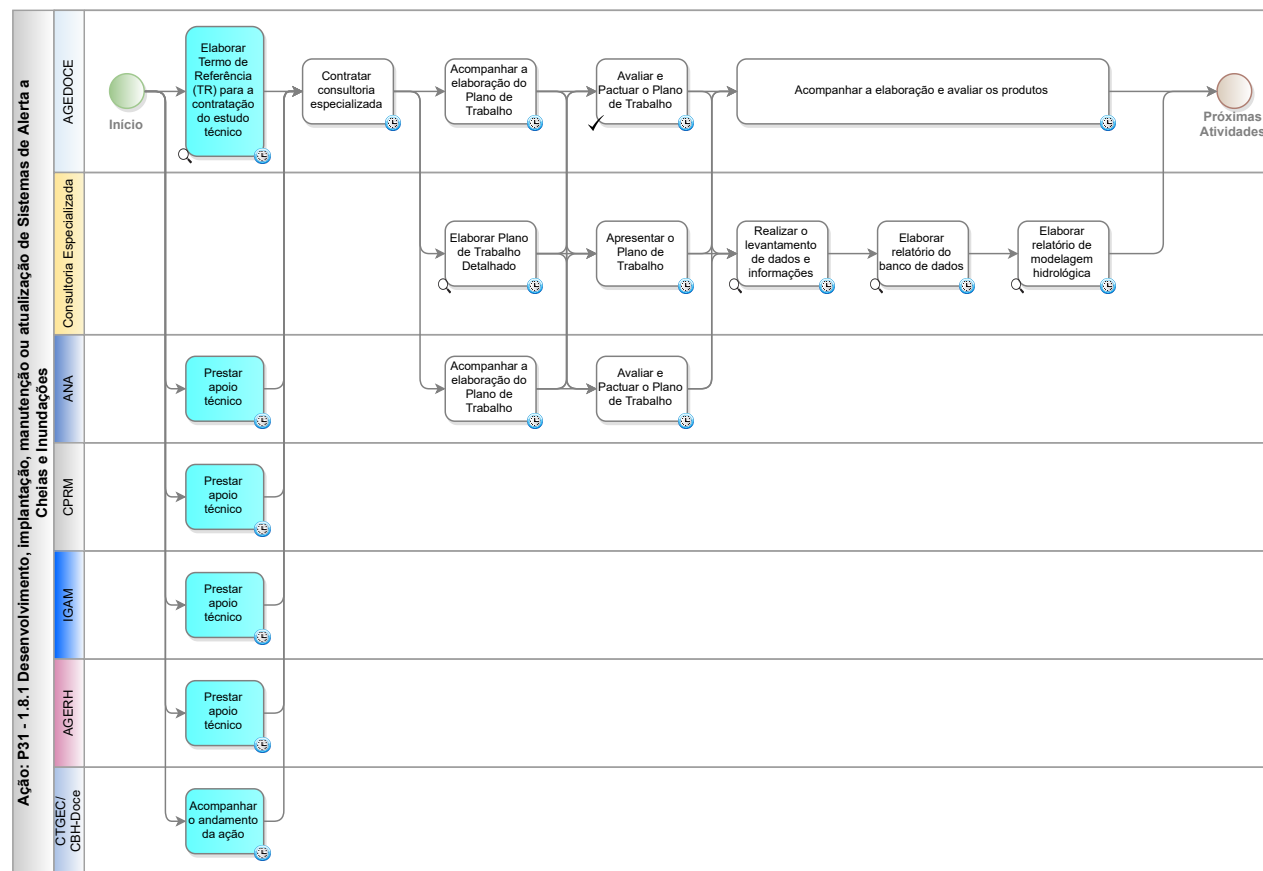 Ação: P31 - 1.8.1 Desenvolvimento, implantação, manutenção ou atualização de Sistemas de Alerta a
Cheias e Inundações
AGEDOCE
Início
Elaborar
Termo de
Referência
(TR) para a
contratação
do estudo
técnico
Contratar
consultoria
especializada
Acompanhar a
elaboração do
Plano de
Trabalho
Avaliar e
Pactuar o Plano
de Trabalho
Acompanhar a elaboração e avaliar os produtos
Próximas
Atividades
Consultoria Especializada
Elaborar Plano
de Trabalho
Detalhado
Apresentar o
Plano de
Trabalho
Realizar o
levantamento
de dados e
informações
Elaborar
relatório do
banco de dados
Elaborar
relatório de
modelagem
hidrológica
ANA
Prestar
apoio
técnico
Acompanhar a
elaboração do
Plano de
Trabalho
Avaliar e
Pactuar o Plano
de Trabalho
CPRM
Prestar
apoio
técnico
IGAM
Prestar
apoio
técnico
AGERH
Prestar
apoio
técnico
CTGEC/
CBH-Doce
Acompanhar
o andamento
da ação